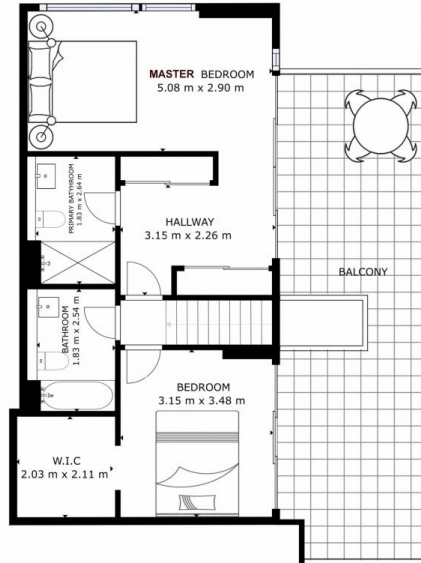 MASTER BEDROOM
5.08 m x 2.90 m
PRIMARY BATYHROOM
1.83 m x 2.64 m
HALLWAY
3.15 m x 2.26 m
BALCONY
BATHROOM
1.83 m x 2.54 m
BEDROOM
3.15 m x 3.48 m
W.I.C
2.03 m x 2.11 m